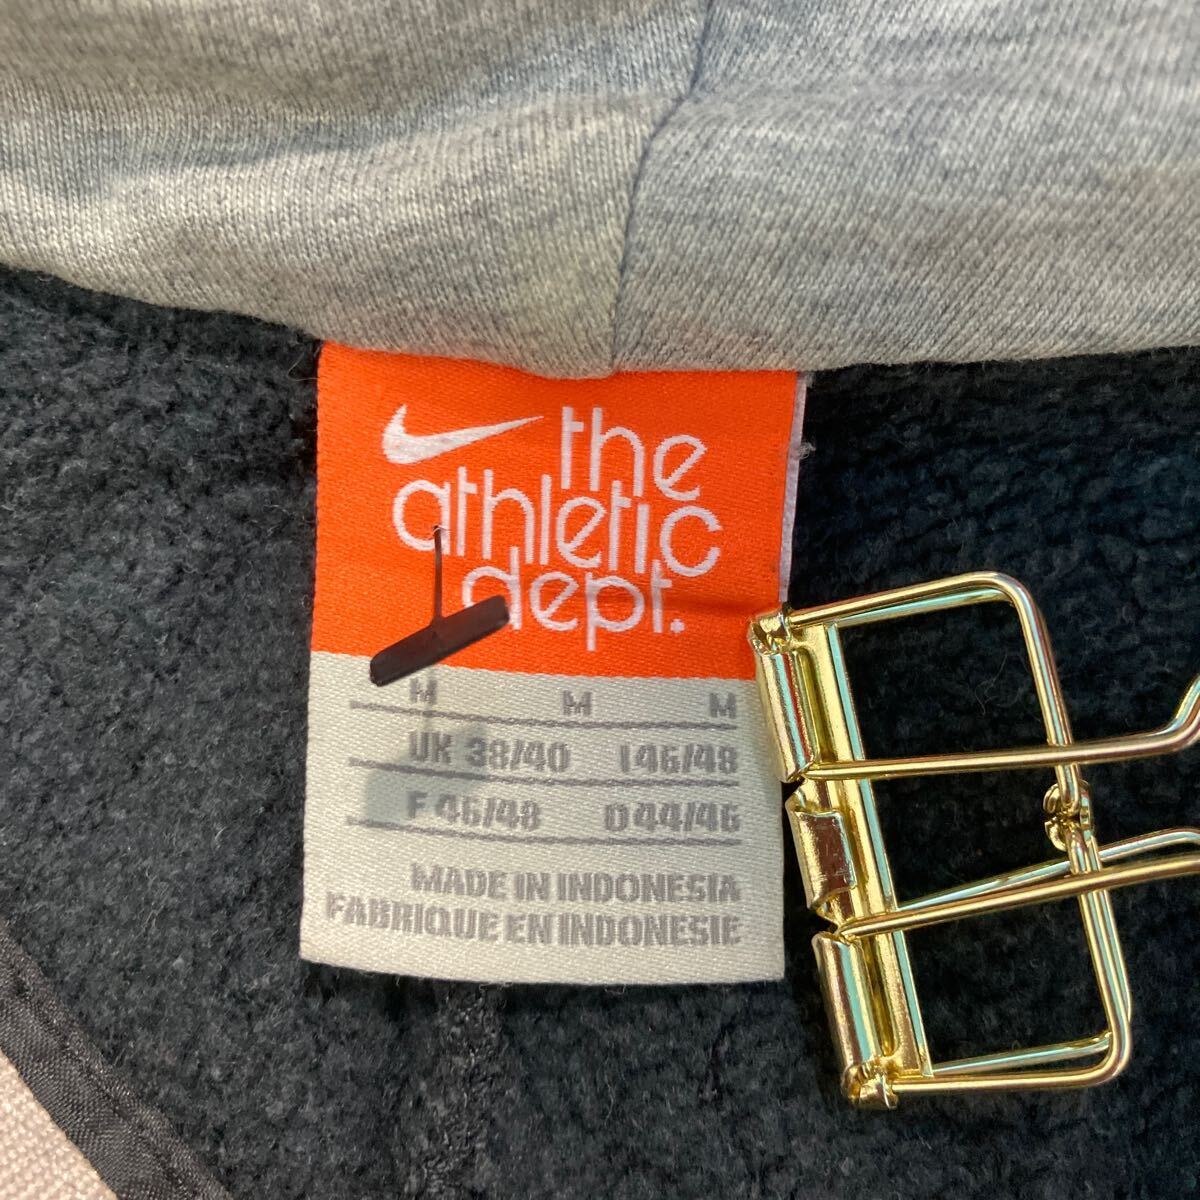 the
athletic
dept.
M M M
UK 38/40 I 46/48
F 46/48 D 44/46
MADE IN INDONESIA
FABRIQUE EN INDONESIE